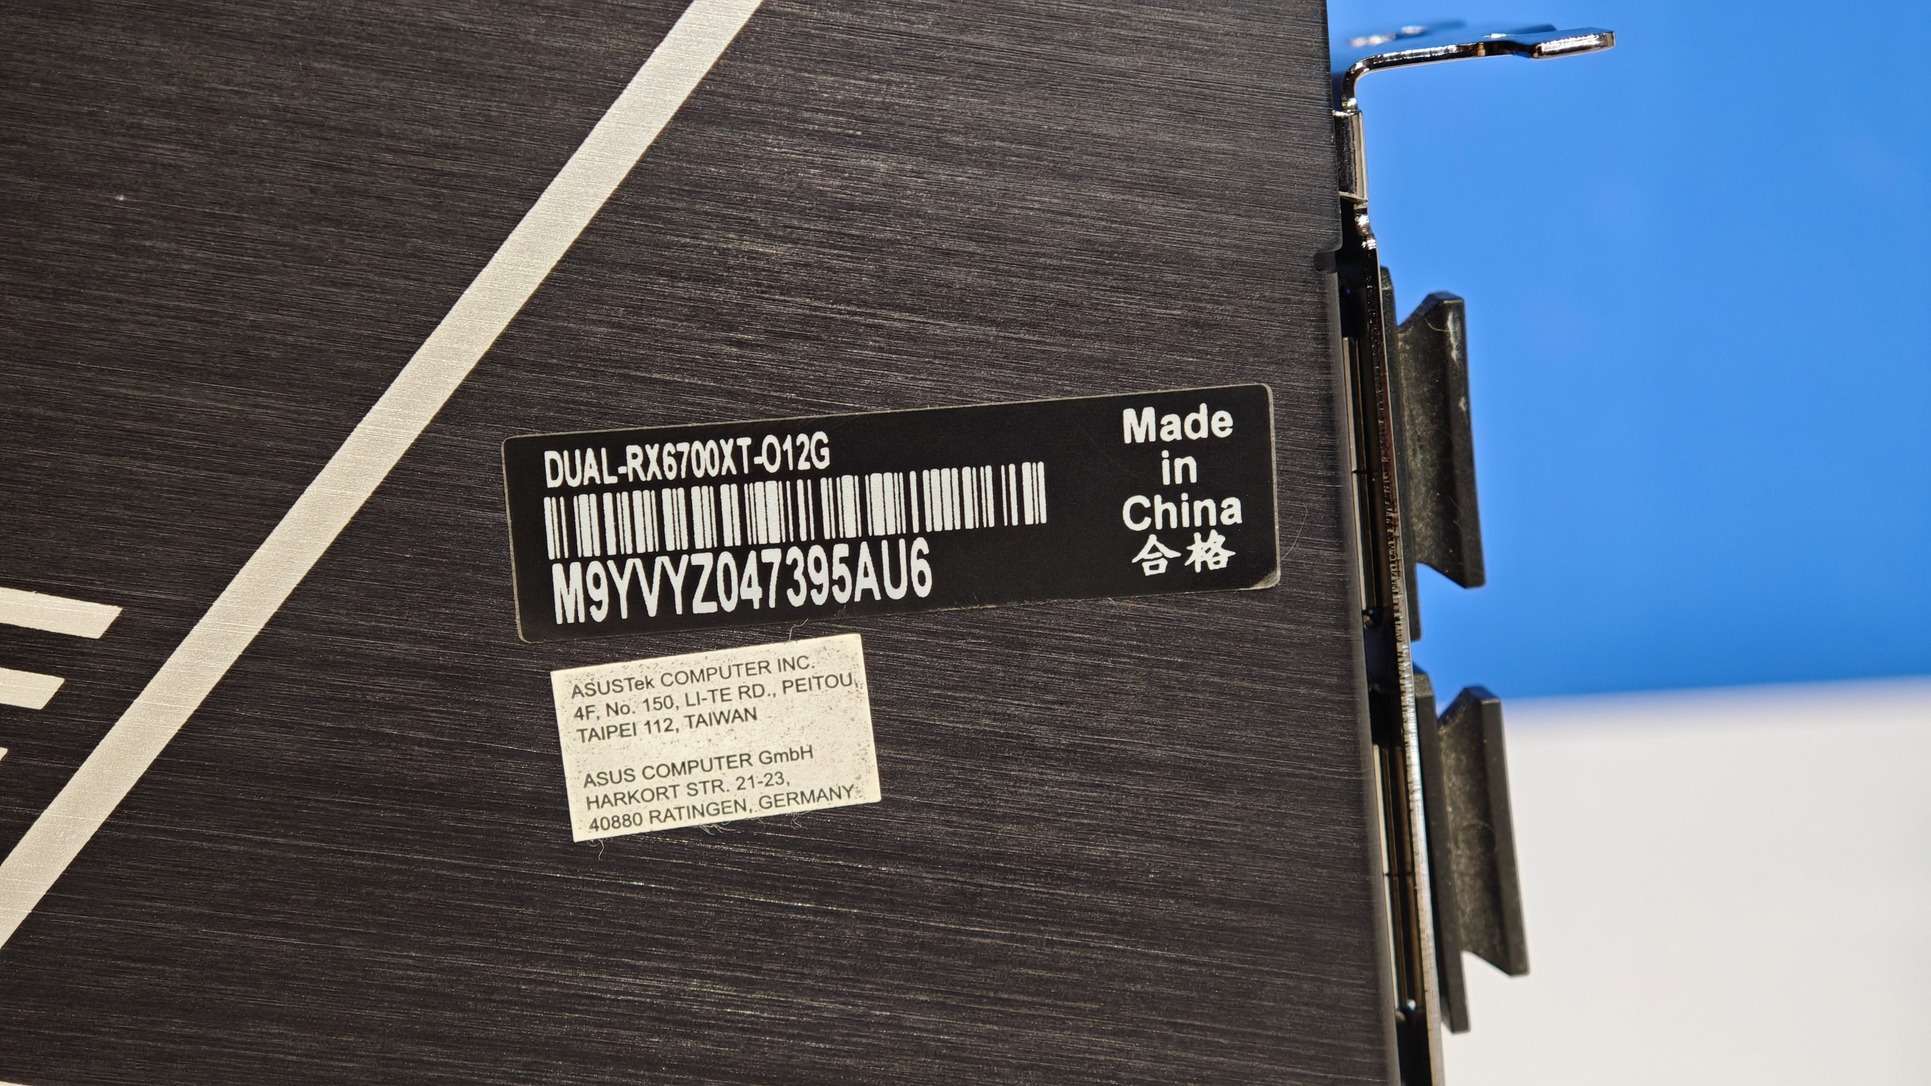 DUAL-RX6700XT-O12G
M9YVYZ047395AU6
Made
in
China
合格
ASUSTek COMPUTER INC.
4F, No. 150, LI-TE RD., PEITOU,
TAIPEI 112, TAIWAN
ASUS COMPUTER GmbH
HARKORT STR. 21-23,
40880 RATINGEN, GERMANY